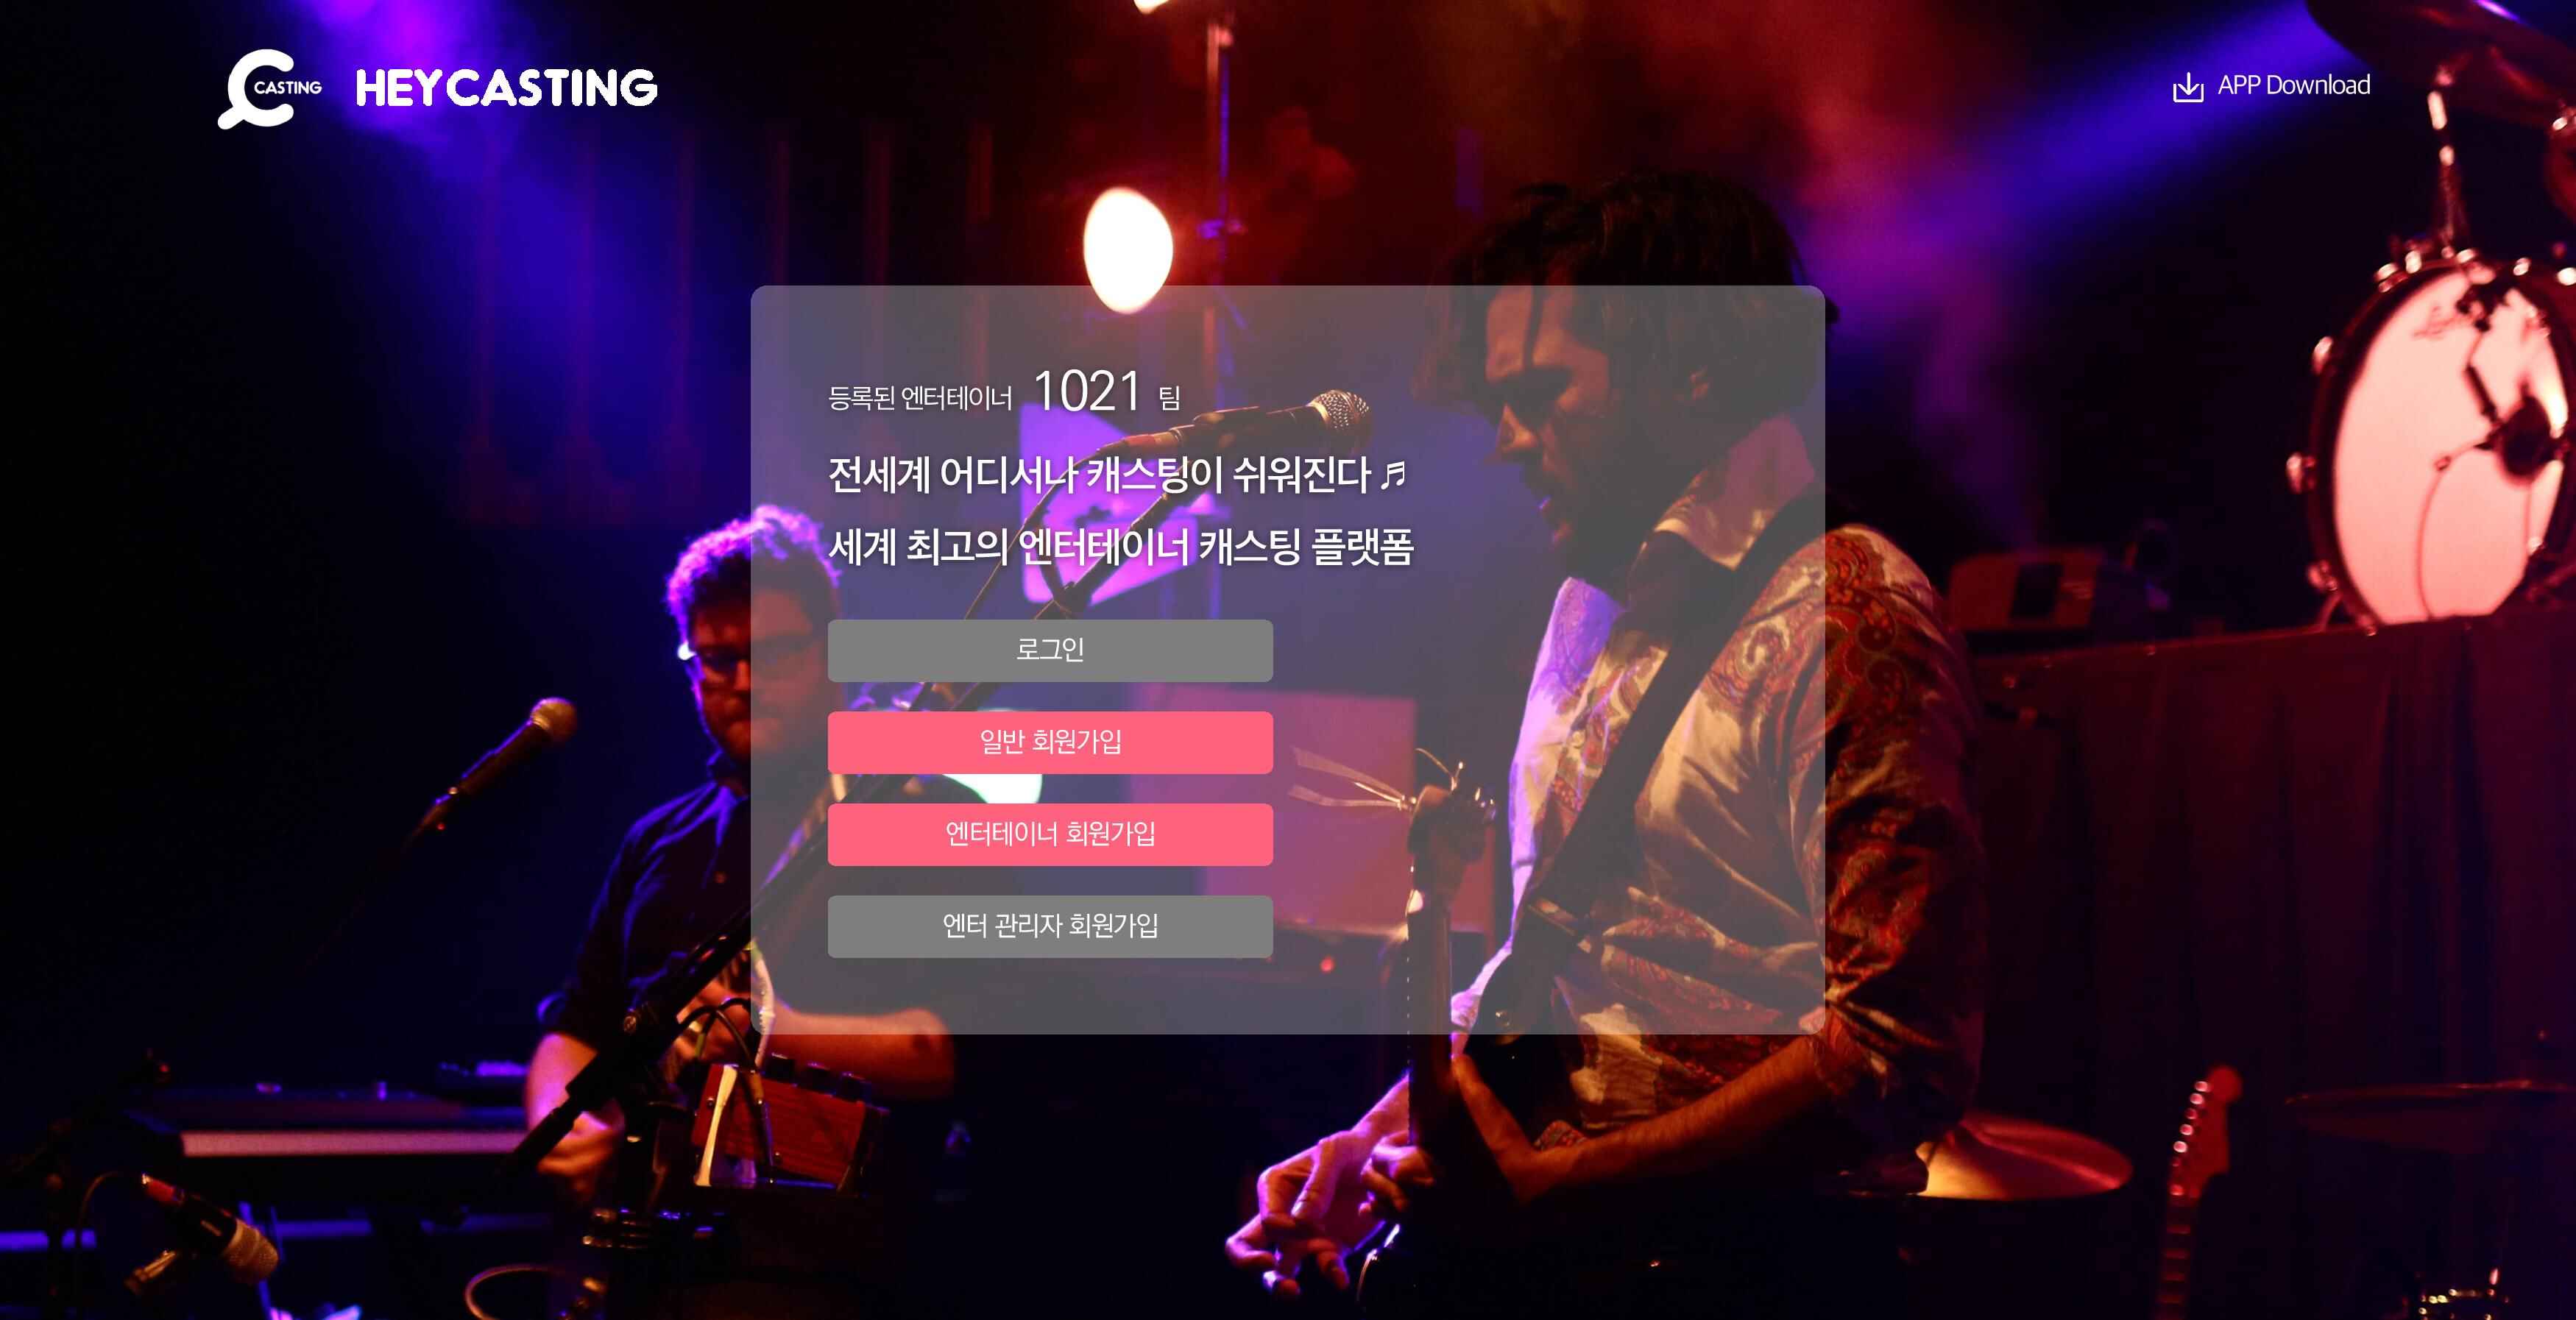 CASTING
HEYCASTING
APP Download
등록된 엔터테이너 1021 팀
전세계 어디서나 캐스팅이 쉬워진다 ♬
세계 최고의 엔터테이너 캐스팅 플랫폼
로그인
일반 회원가입
엔터테이너 회원가입
엔터 관리자 회원가입